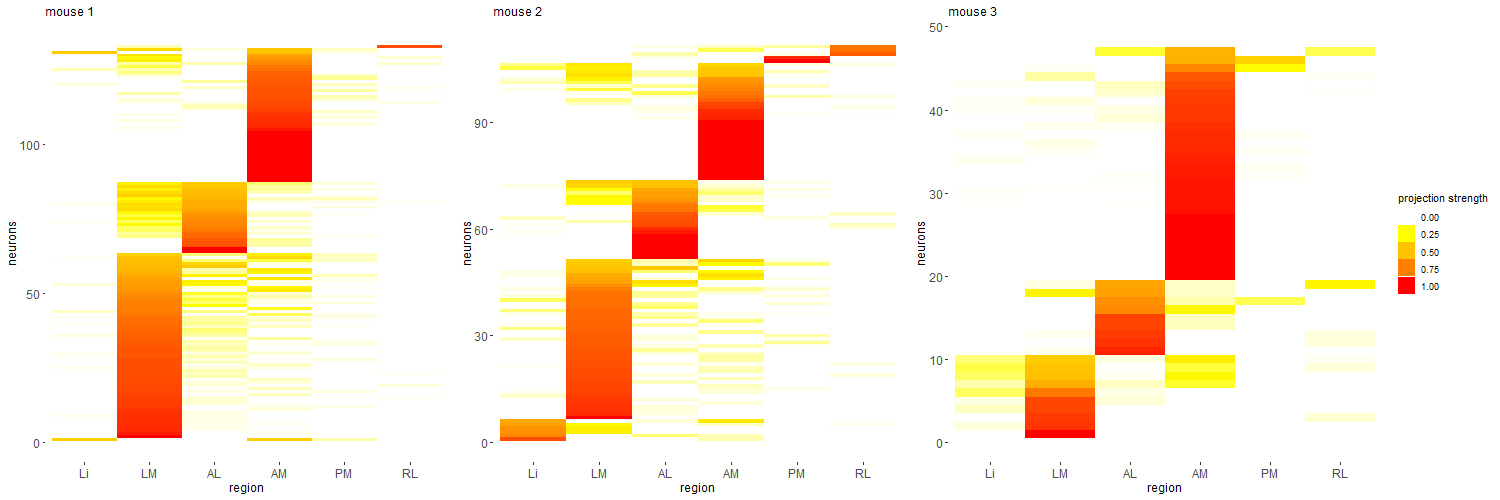 mouse 1
neurons
100
50
0
Li LM AL AM PM RL
region
mouse 2
neurons
90
60
30
0
Li LM AL AM PM RL
region
mouse 3
neurons
50
40
30
20
10
0
Li LM AL AM PM RL
region
projection strength
0.00
0.25
0.50
0.75
1.00